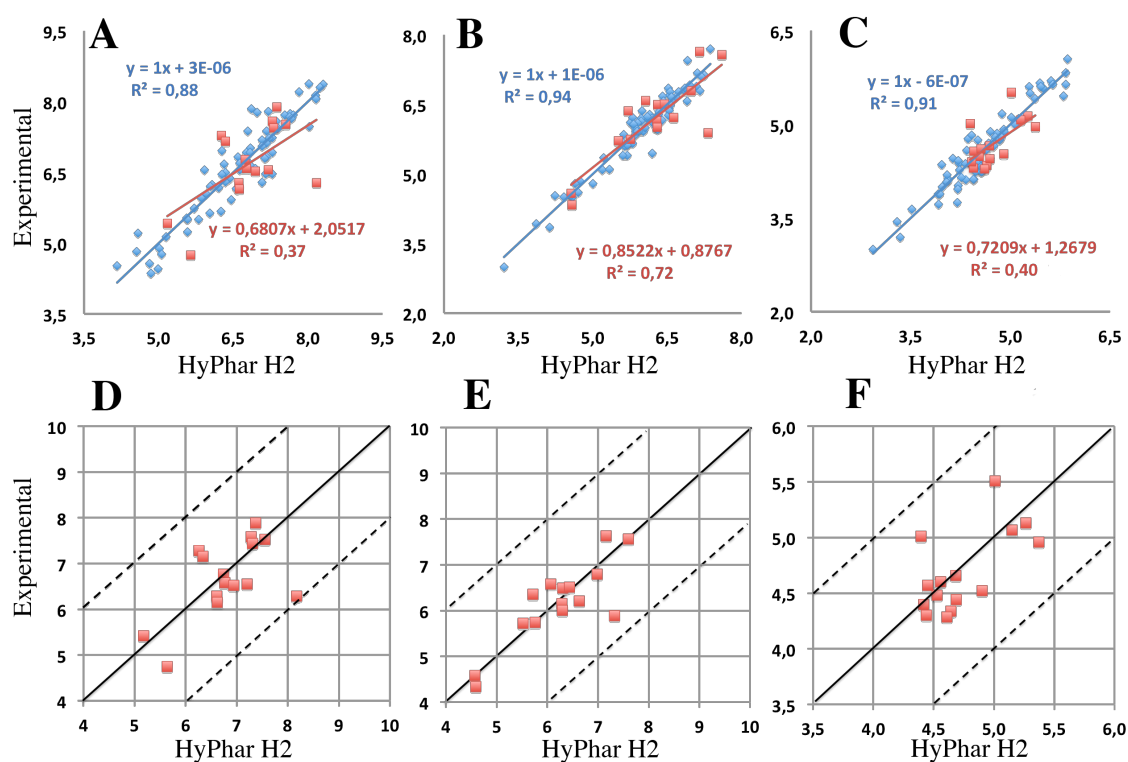 A
B
C
9,5
8,0
6,5
5,0
3,5
Experimental
y = 1x + 3E-06
R² = 0,88
y = 0,6807x + 2,0517
R² = 0,37
3,5 5,0 6,5 8,0 9,5
HyPhar H2
8,0
6,5
5,0
3,5
2,0
y = 1x + 1E-06
R² = 0,94
y = 0,8522x + 0,8767
R² = 0,72
2,0 3,5 5,0 6,5 8,0
HyPhar H2
6,5
5,0
3,5
2,0
y = 1x - 6E-07
R² = 0,91
y = 0,7209x + 1,2679
R² = 0,40
2,0 3,5 5,0 6,5
HyPhar H2
D
E
F
10
9
8
7
6
5
4
Experimental
4 5 6 7 8 9 10
HyPhar H2
10
9
8
7
6
5
4
4 5 6 7 8 9 10
HyPhar H2
6,0
5,5
5,0
4,5
4,0
3,5
3,5 4,0 4,5 5,0 5,5 6,0
HyPhar H2